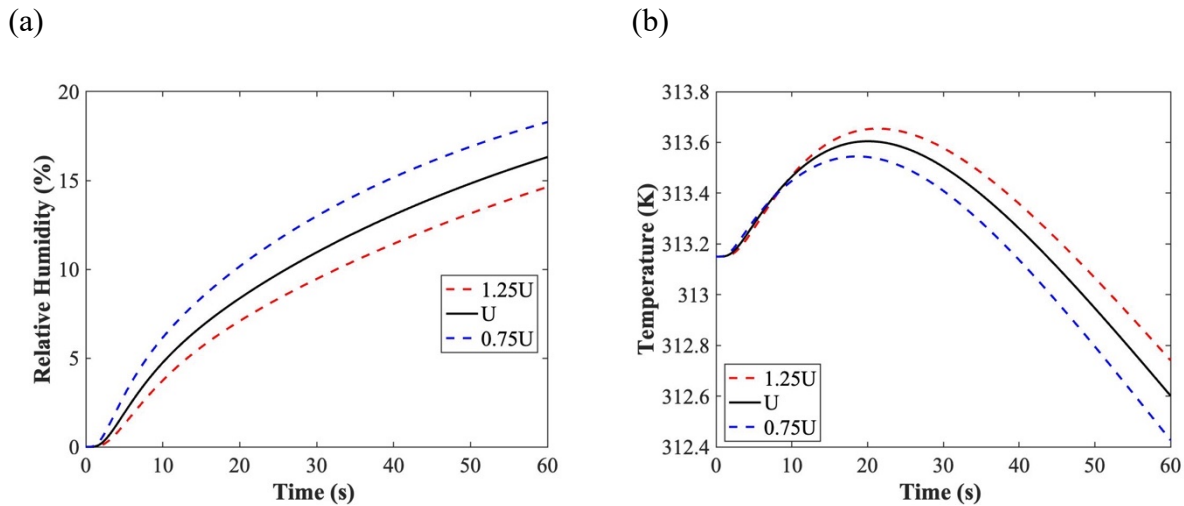 (a)
(b)
20
15
10
5
0
Relative Humidity (%)
0 10 20 30 40 50 60
Time (s)
1.25U
U
0.75U
313.8
313.6
313.4
313.2
313
312.8
312.6
312.4
Temperature (K)
0 10 20 30 40 50 60
Time (s)
1.25U
U
0.75U